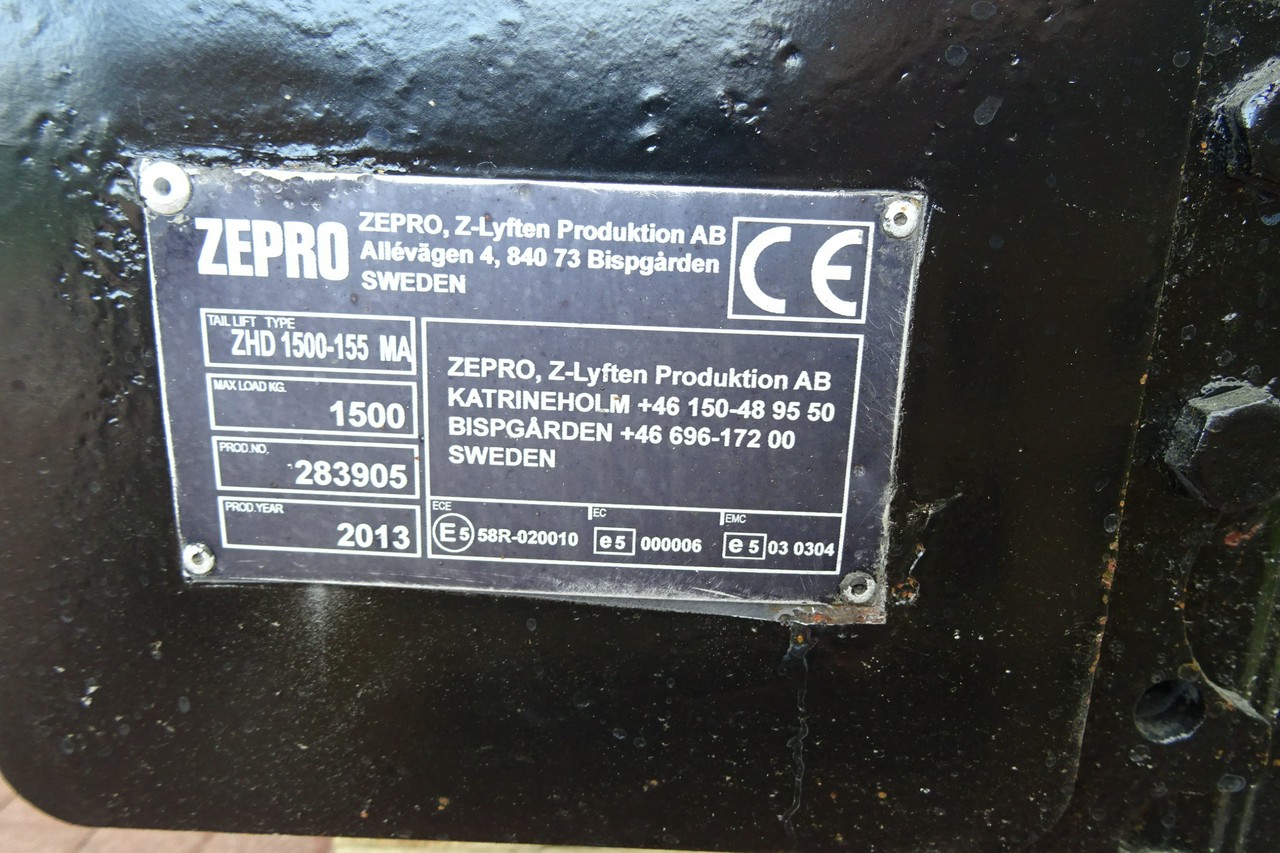 ZEPRO
ZEPRO, Z-Lyften Produktion AB
Allévägen 4, 840 73 Bispgården
SWEDEN
CE
TAIL LIFT TYPE
ZHD 1500-155 MA
MAX LOAD KG.
1500
PROD.NO.
283905
PROD.YEAR
2013
ZEPRO, Z-Lyften Produktion AB
KATRINEHOLM +46 150-48 95 50
BISPGÅRDEN +46 696-172 00
SWEDEN
ECE
E5 58R-020010
EC
e5 000006
EMC
e5 03 0304